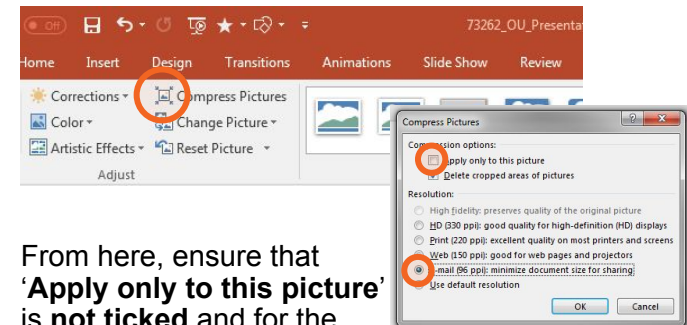 Off
73262_OU_Presenta
Home Insert Design Transitions Animations Slide Show Review
Corrections Compress Pictures
Color Change Picture
Artistic Effects Reset Picture
Adjust
Compress Pictures
Compression options:
Apply only to this picture
Delete cropped areas of pictures
Resolution:
High fidelity: preserves quality of the original picture
HD (330 ppi): good quality for high-definition (HD) displays
Print (220 ppi): excellent quality on most printers and screens
Web (150 ppi): good for web pages and projectors
E-mail (96 ppi): minimize document size for sharing
Use default resolution
OK Cancel
From here, ensure that
‘Apply only to this picture’
is not ticked and for the